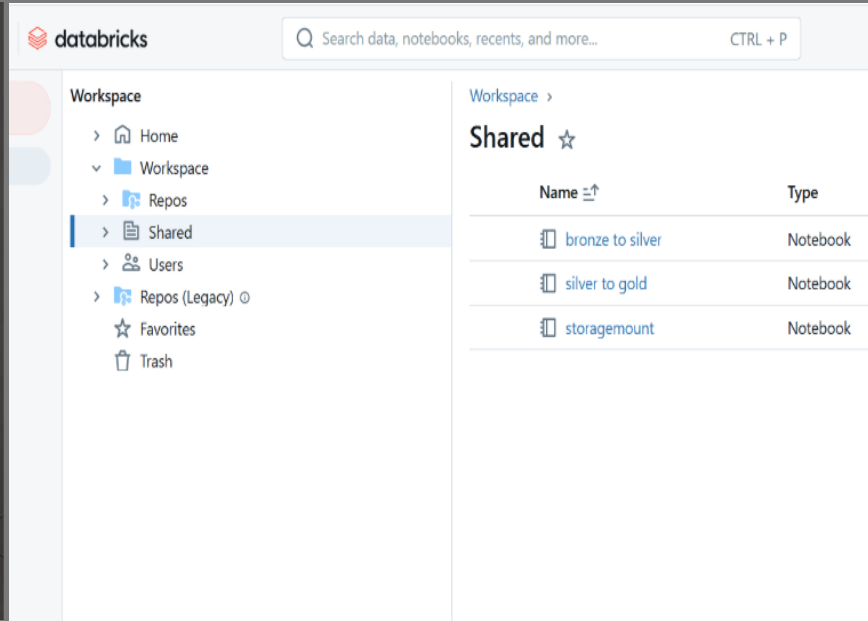 databricks
Search data, notebooks, recents, and more... CTRL + P
Workspace
Home
Workspace
Repos
Shared
Users
Repos (Legacy)
Favorites
Trash
Workspace ›
Shared
Name Type
bronze to silver Notebook
silver to gold Notebook
storagemount Notebook